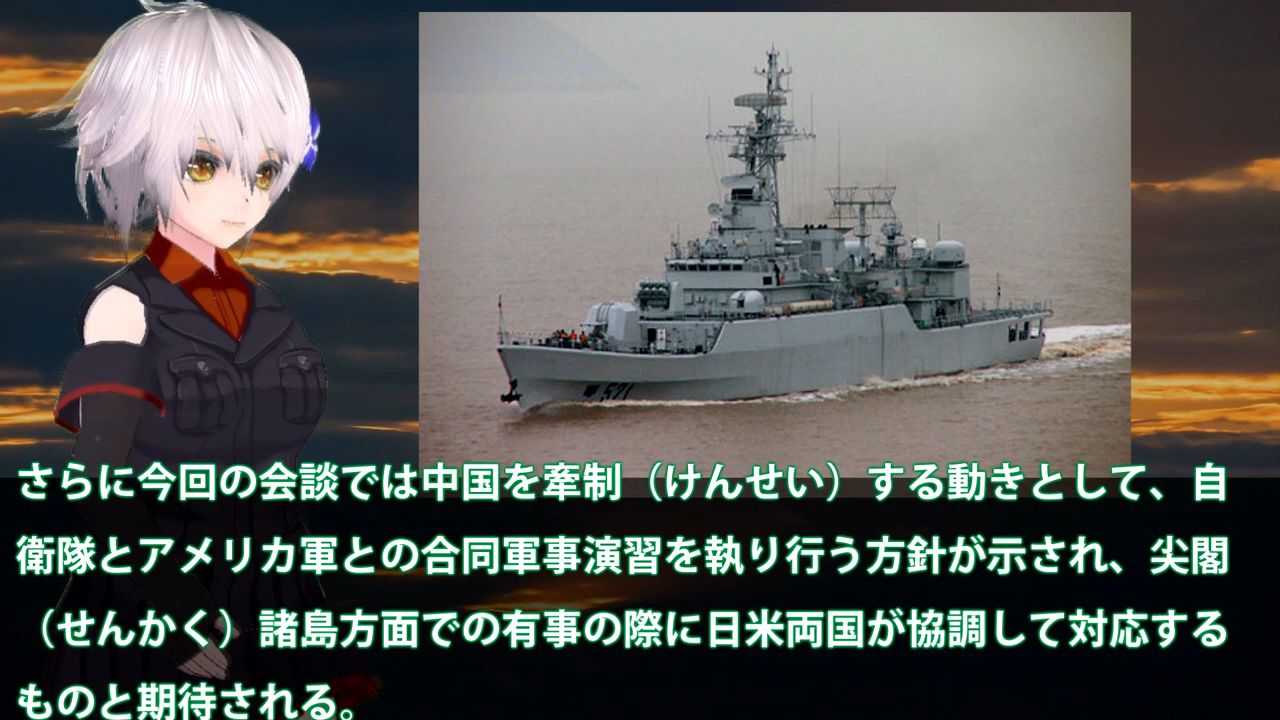 571
さらに今回の会談では中国を牽制（けんせい）する動きとして、自
衛隊とアメリカ軍との合同軍事演習を執り行う方針が示され、尖閣
（せんかく）諸島方面での有事の際に日米両国が協調して対応する
ものと期待される。